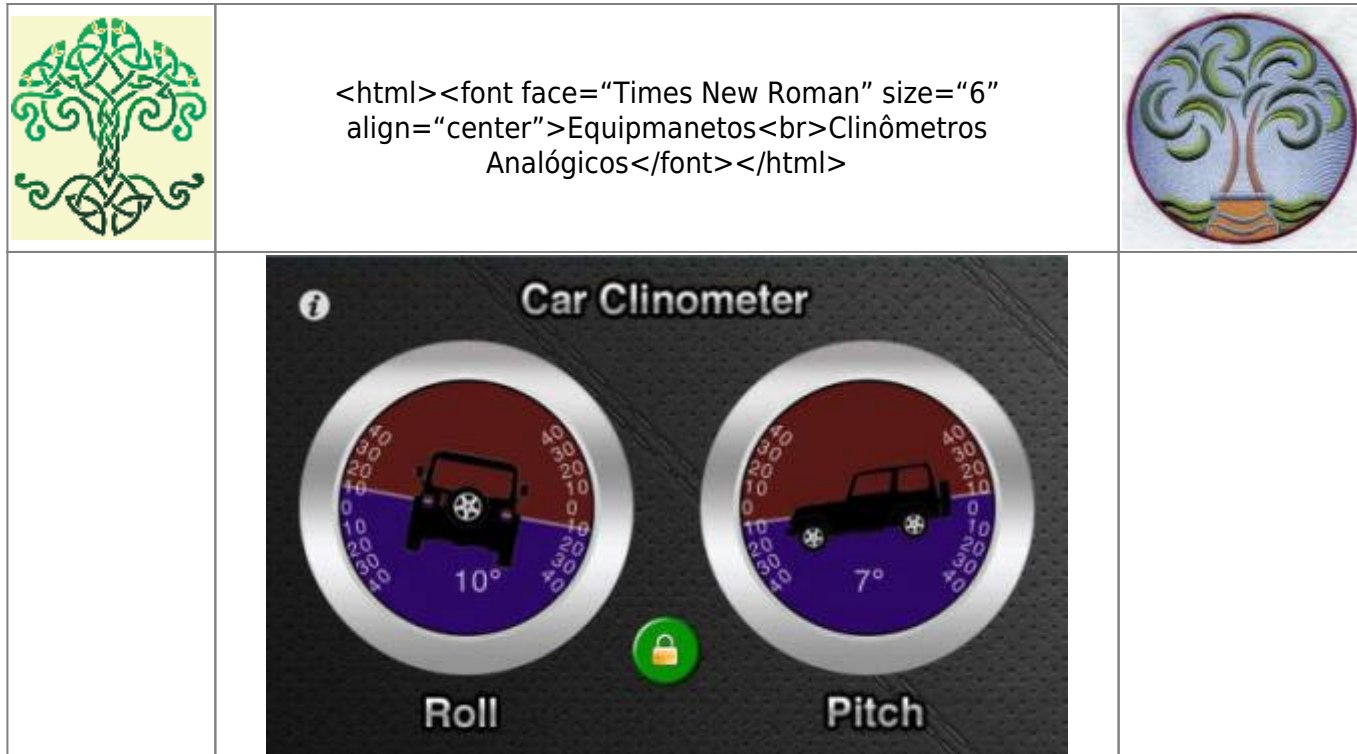 <html><font face=“Times New Roman” size=“6”
align=“center”>Equipmanetos<br>Clinômetros
Analógicos</font></html>
i
Car Clinometer
40 40
30 30
20 20
10 10
0 0
10 10
20 20
30 30
40 40
10°
40 40
30 30
20 20
10 10
0 0
10 10
20 20
30 30
40 40
7°
Roll
Pitch